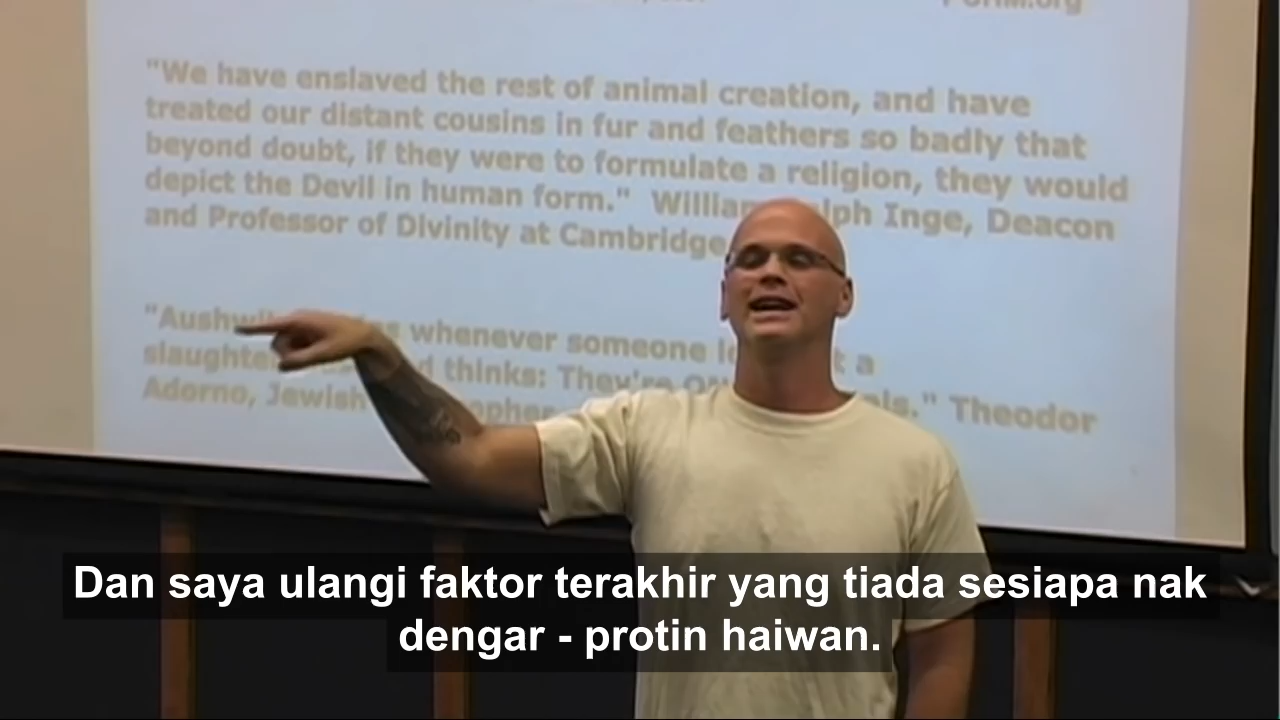 "We have enslaved the rest of animal creation, and have
treated our distant cousins in fur and feathers so badly that
beyond doubt, if they were to formulate a religion, they would
depict the Devil in human form." Inge, Deacon
and Professor of Divinity at Cambridge
whenever someone a
thinks: They're " Theodor
Adorno, Jewish
Dan saya ulangi faktor terakhir yang tiada sesiapa nak
dengar - protin haiwan.